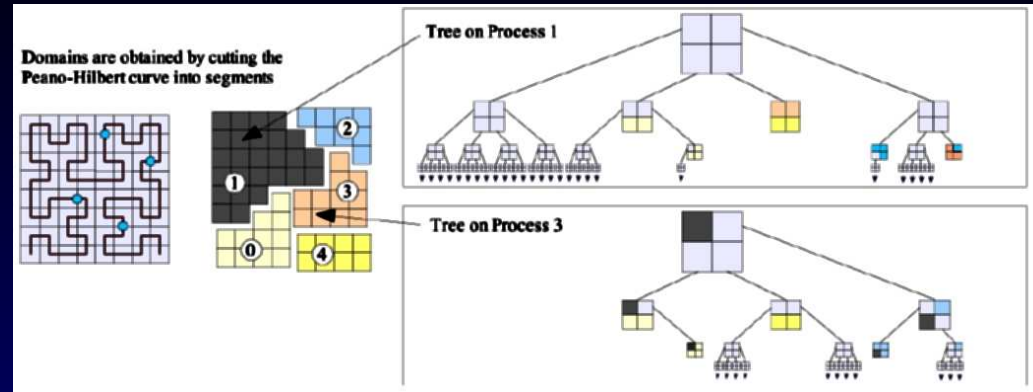 Domains are obtained by cutting the
Peano-Hilbert curve into segments
Tree on Process 1
2
1
3
0
4
Tree on Process 3